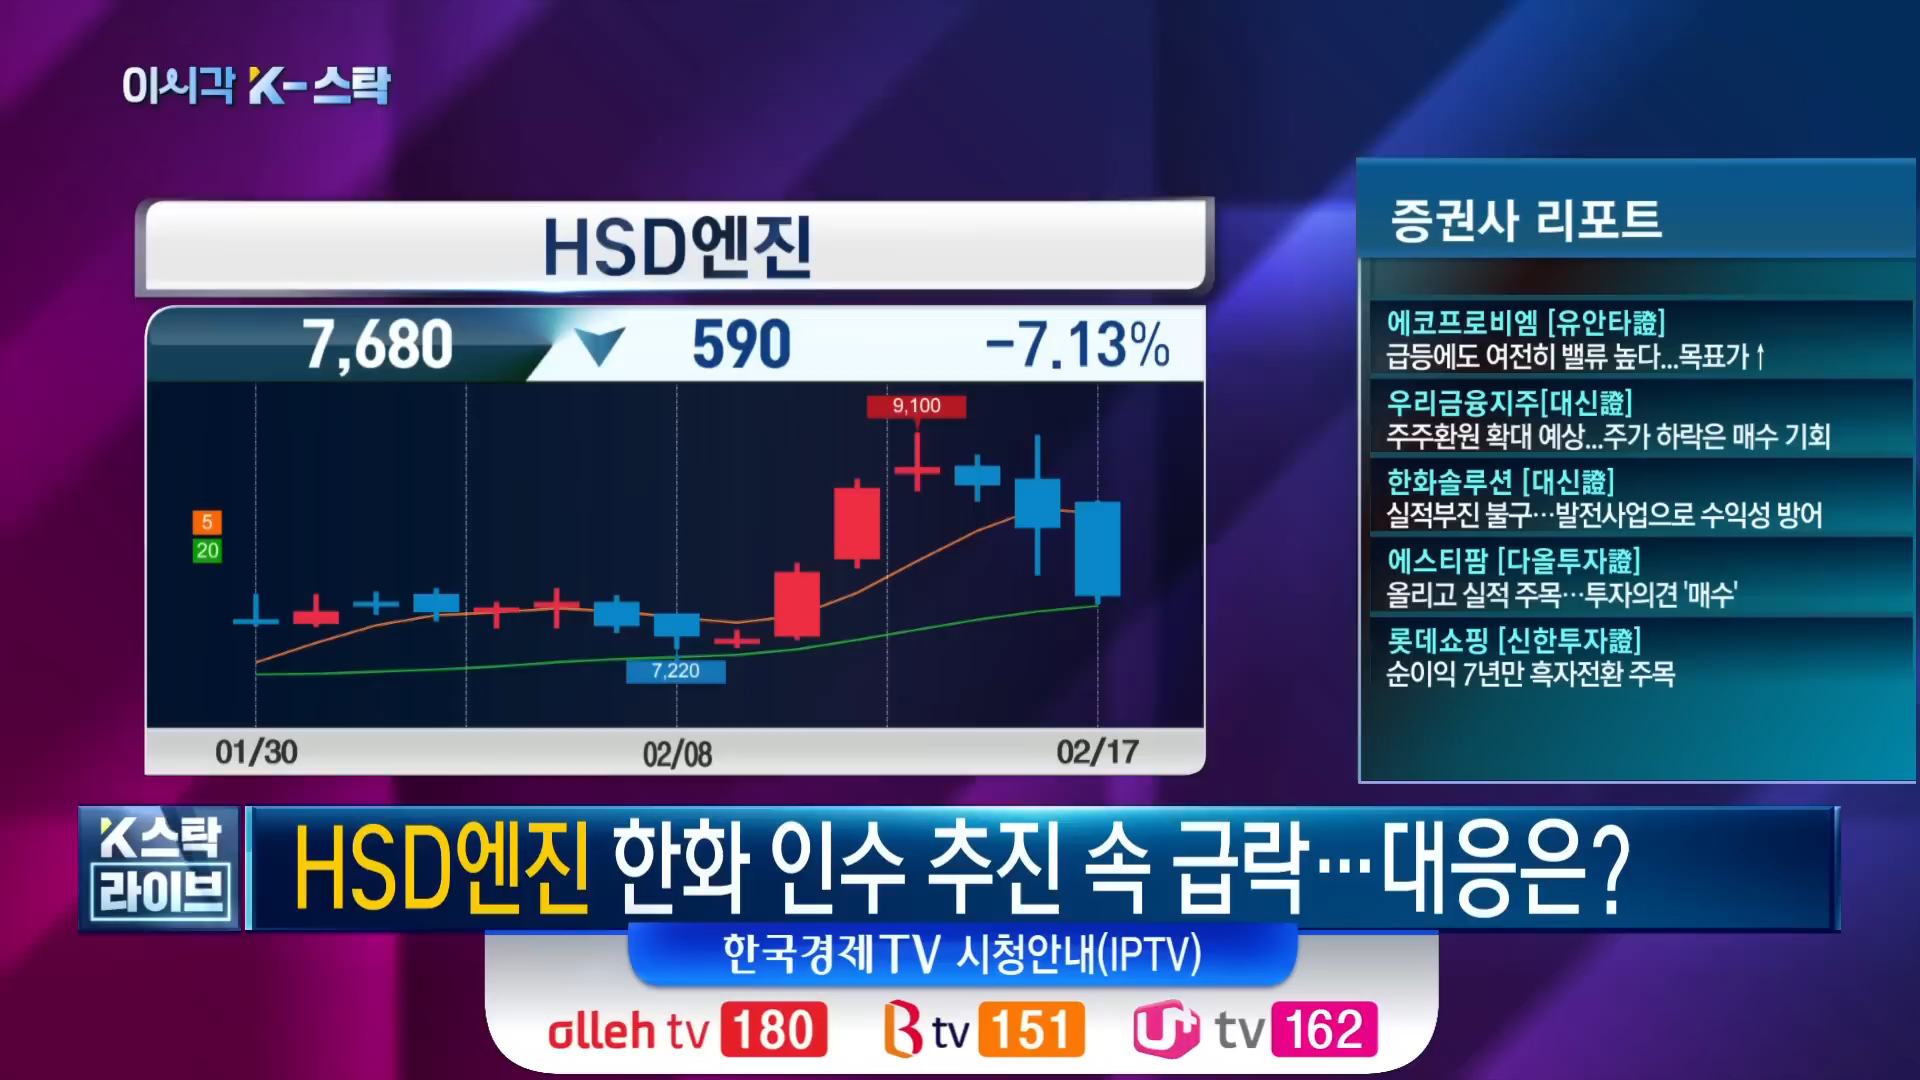 이시각 K-스탁
HSD엔진
7,680 590 -7.13%
9,100
5
20
7,220
01/30 02/08 02/17
증권사 리포트
에코프로비엠 [유안타證]
급등에도 여전히 밸류 높다...목표가↑
우리금융지주[대신證]
주주환원 확대 예상...주가 하락은 매수 기회
한화솔루션 [대신證]
실적부진 불구…발전사업으로 수익성 방어
에스티팜 [다올투자證]
올리고 실적 주목…투자의견 '매수'
롯데쇼핑 [신한투자證]
순이익 7년만 흑자전환 주목
K스탁
라이브
HSD엔진 한화 인수 추진 속 급락…대응은?
한국경제TV 시청안내(IPTV)
olleh tv 180 B tv 151 U+ tv 162